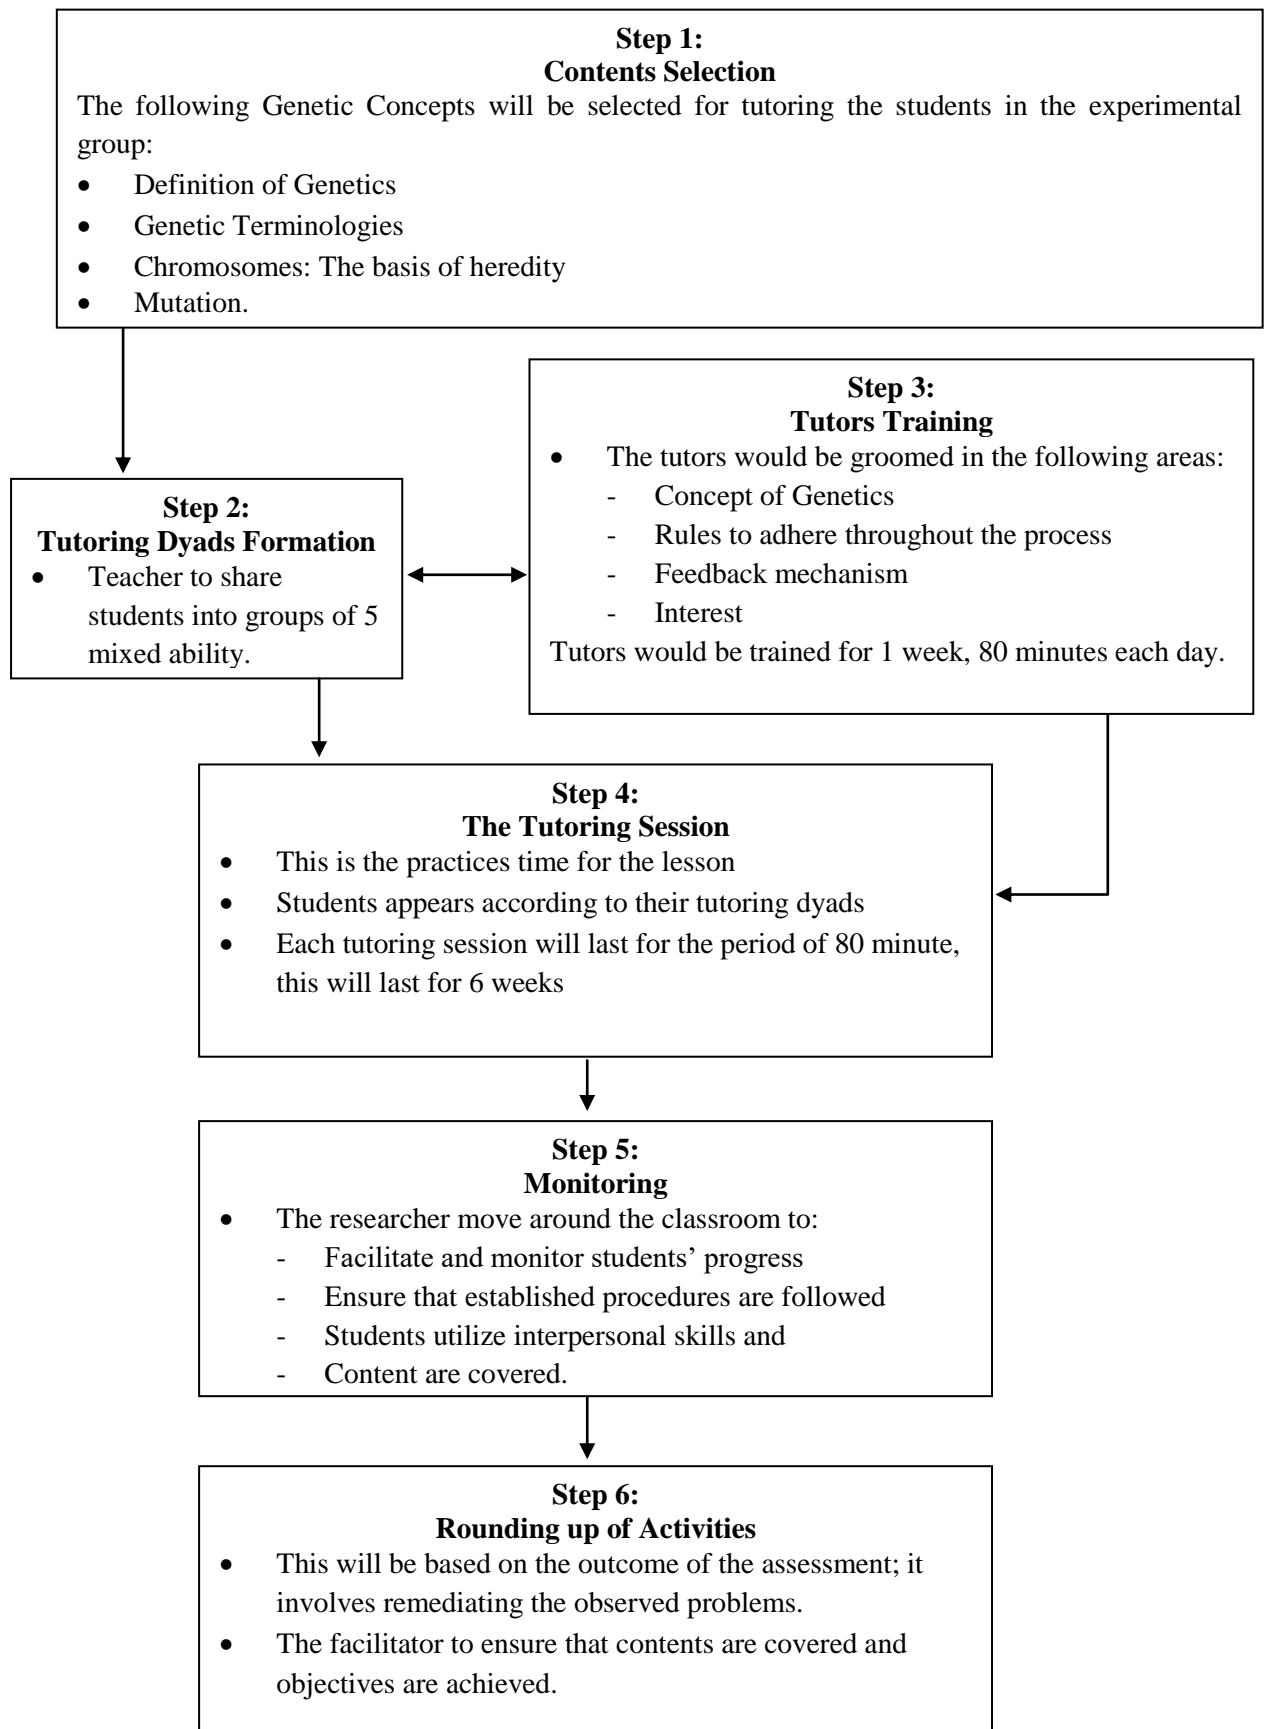 Step 1:
Contents Selection
The following Genetic Concepts will be selected for tutoring the students in the experimental
group:
• Definition of Genetics
• Genetic Terminologies
• Chromosomes: The basis of heredity
• Mutation.
Step 2:
Tutoring Dyads Formation
• Teacher to share
students into groups of 5
mixed ability.
Step 3:
Tutors Training
• The tutors would be groomed in the following areas:
- Concept of Genetics
- Rules to adhere throughout the process
- Feedback mechanism
- Interest
Tutors would be trained for 1 week, 80 minutes each day.
Step 4:
The Tutoring Session
• This is the practices time for the lesson
• Students appears according to their tutoring dyads
• Each tutoring session will last for the period of 80 minute,
this will last for 6 weeks
Step 5:
Monitoring
• The researcher move around the classroom to:
- Facilitate and monitor students’ progress
- Ensure that established procedures are followed
- Students utilize interpersonal skills and
- Content are covered.
Step 6:
Rounding up of Activities
• This will be based on the outcome of the assessment; it
involves remediating the observed problems.
• The facilitator to ensure that contents are covered and
objectives are achieved.